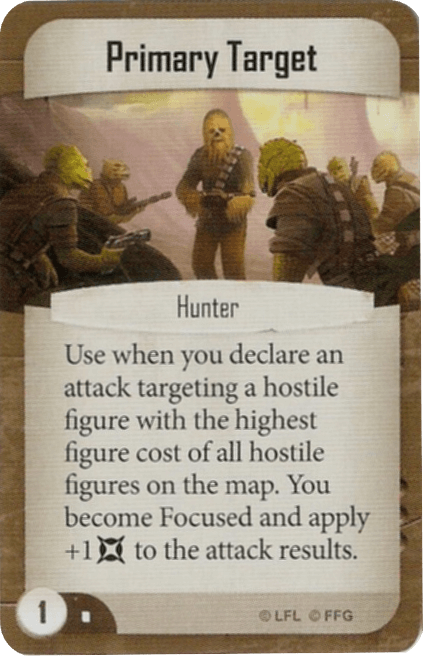 Primary Target
Hunter
Use when you declare an
attack targeting a hostile
figure with the highest
figure cost of all hostile
figures on the map. You
become Focused and apply
+1 to the attack results.
1
© LFL © FFG